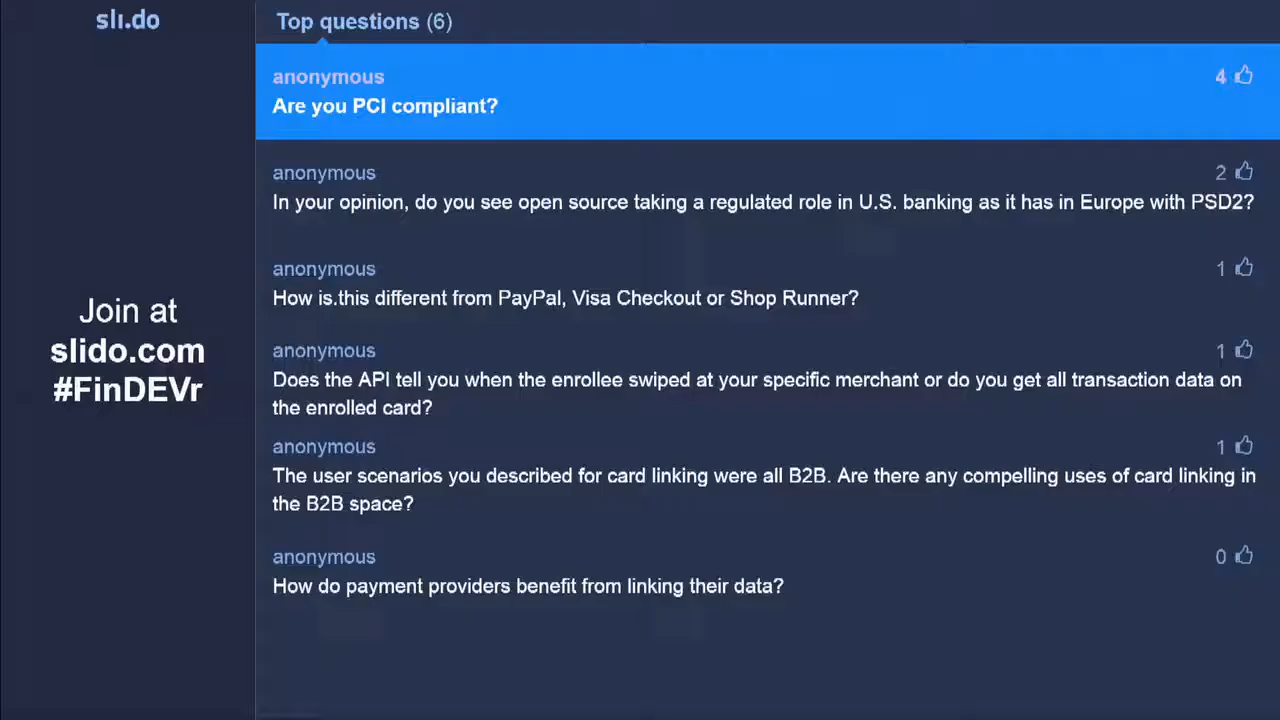 slı.do
Top questions (6)
anonymous
4
Are you PCI compliant?
anonymous
2
In your opinion, do you see open source taking a regulated role in U.S. banking as it has in Europe with PSD2?
anonymous
1
How is.this different from PayPal, Visa Checkout or Shop Runner?
anonymous
1
Does the API tell you when the enrollee swiped at your specific merchant or do you get all transaction data on
the enrolled card?
anonymous
1
The user scenarios you described for card linking were all B2B. Are there any compelling uses of card linking in
the B2B space?
anonymous
0
How do payment providers benefit from linking their data?
Join at
slido.com
#FinDEVr